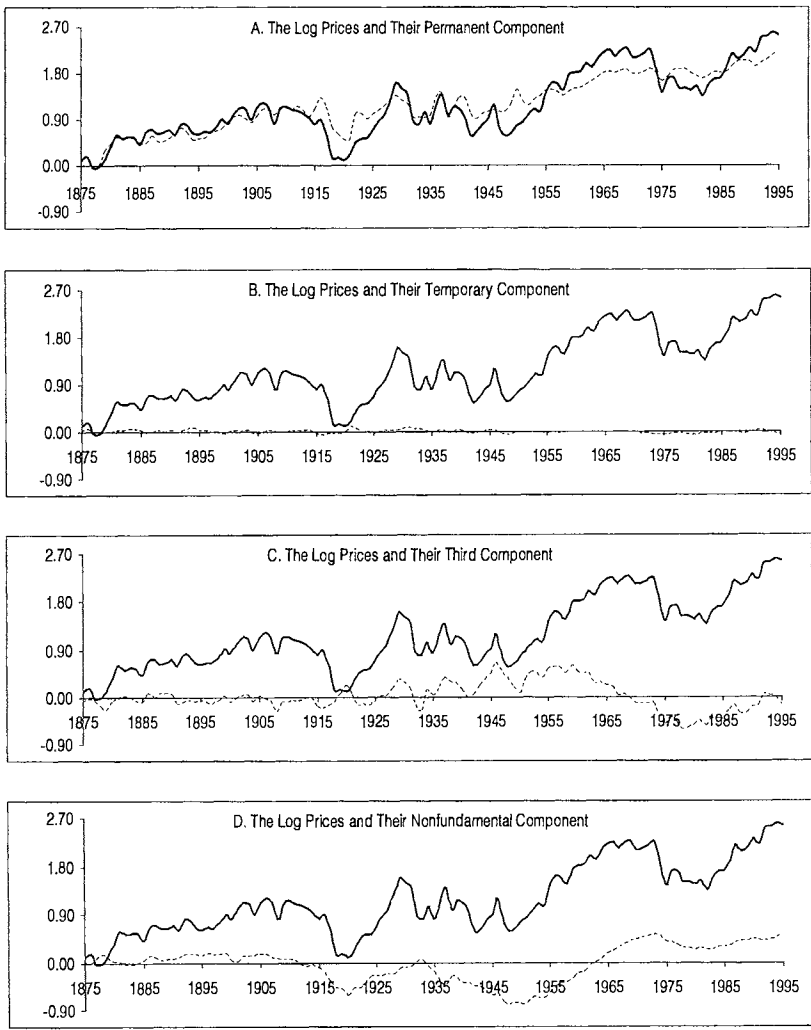 A. The Log Prices and Their Permanent Component
2.70
1.80
0.90
0.00
1875 1885 1895 1905 1915 1925 1935 1945 1955 1965 1975 1985 1995
-0.90
B. The Log Prices and Their Temporary Component
2.70
1.80
0.90
0.00
1875 1885 1895 1905 1915 1925 1935 1945 1955 1965 1975 1985 1995
-0.90
C. The Log Prices and Their Third Component
2.70
1.80
0.90
0.00
1875 1885 1895 1905 1915 1925 1935 1945 1955 1965 1975 1985 1995
-0.90
D. The Log Prices and Their Nonfundamental Component
2.70
1.80
0.90
0.00
1875 1885 1895 1905 1915 1925 1935 1945 1955 1965 1975 1985 1995
-0.90